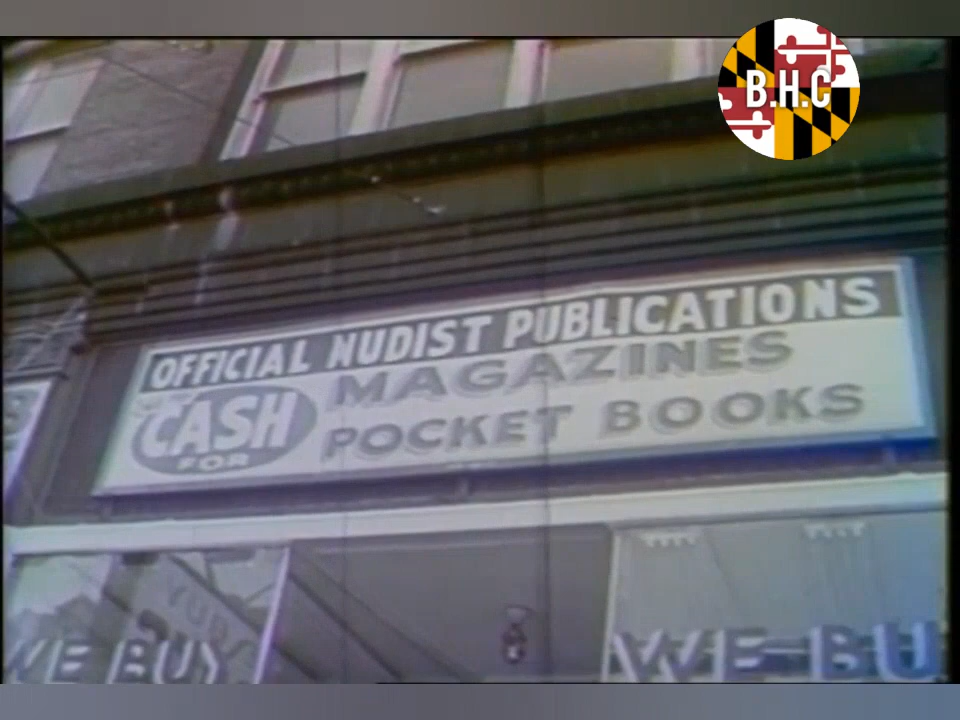 B.H.C
OFFICIAL NUDIST PUBLICATIONS
CASH
FOR
MAGAZINES
POCKET BOOKS
WE BUY
WE BU